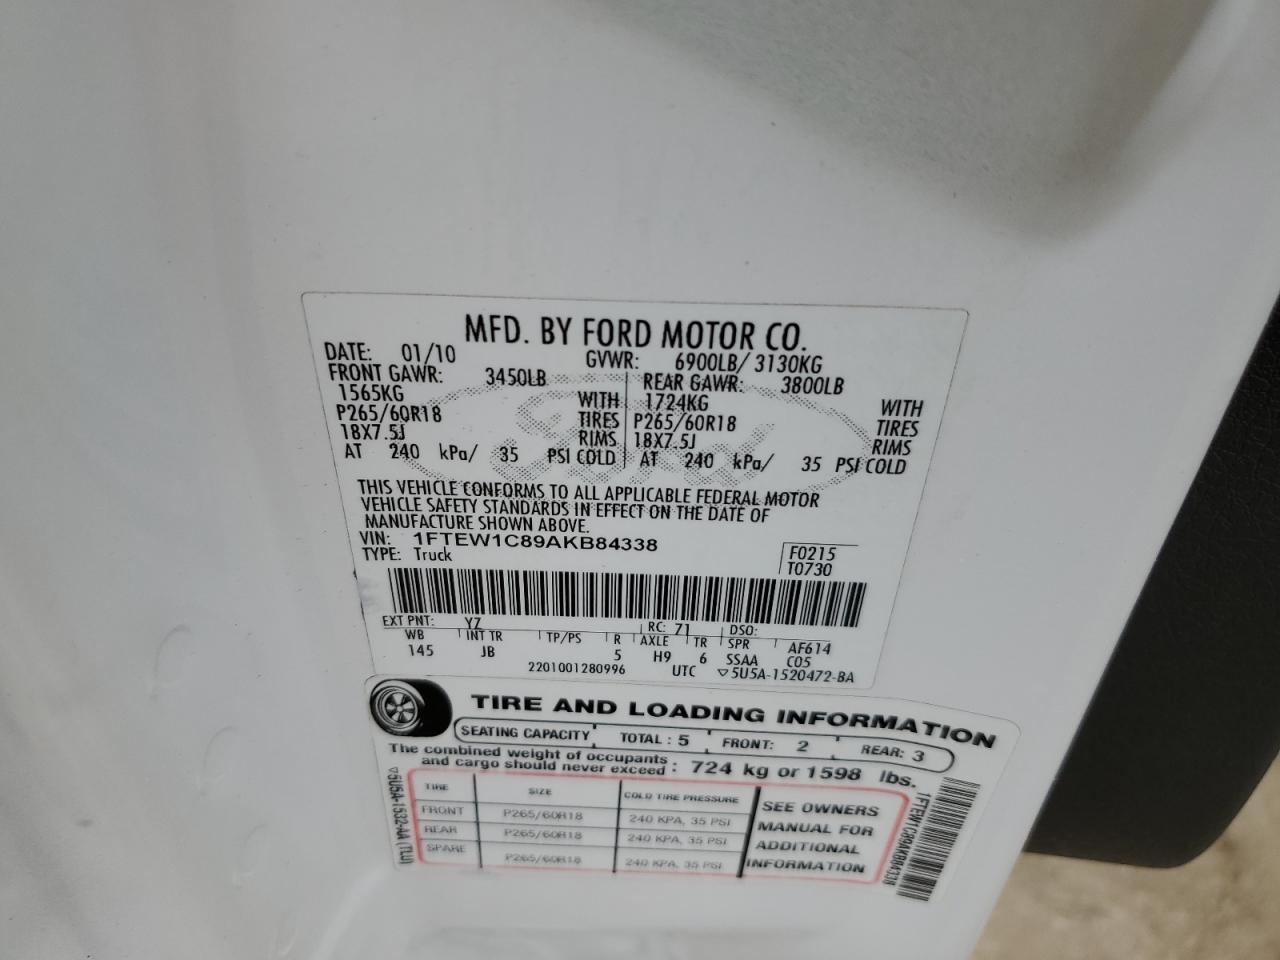 MFD. BY FORD MOTOR CO.
DATE: 01/10 GVWR: 6900LB/ 3130KG
FRONT GAWR: 3450LB REAR GAWR: 3800LB
1565KG WITH 1724KG WITH
P265/60R18 TIRES P265/60R18 TIRES
18X7.5J RIMS 18X7.5J RIMS
AT 240 kPa/ 35 PSI COLD AT 240 kPa/ 35 PSI COLD
THIS VEHICLE CONFORMS TO ALL APPLICABLE FEDERAL MOTOR
VEHICLE SAFETY STANDARDS IN EFFECT ON THE DATE OF
MANUFACTURE SHOWN ABOVE.
VIN: 1FTEW1C89AKB84338 F0215
TYPE: Truck T0730
EXT PNT: YZ RC: 71 DSO:
WB INT TR TP/PS R AXLE TR SPR AF614
145 JB 5 H9 6 SSAA C05
2201001280996 UTC ▽5U5A-1520472-BA
TIRE AND LOADING INFORMATION
SEATING CAPACITY TOTAL : 5 FRONT: 2 REAR: 3
The combined weight of occupants
and cargo should never exceed : 724 kg or 1598 lbs.
TIRE SIZE COLD TIRE PRESSURE SEE OWNERS
FRONT P265/60R18 240 KPA, 35 PSI MANUAL FOR
REAR P265/60R18 240 KPA, 35 PSI ADDITIONAL
SPARE P265/60R18 240 KPA, 35 PSI INFORMATION
▽5U5A-1532-AA (TLU)
1FTEW1C89AKB84338